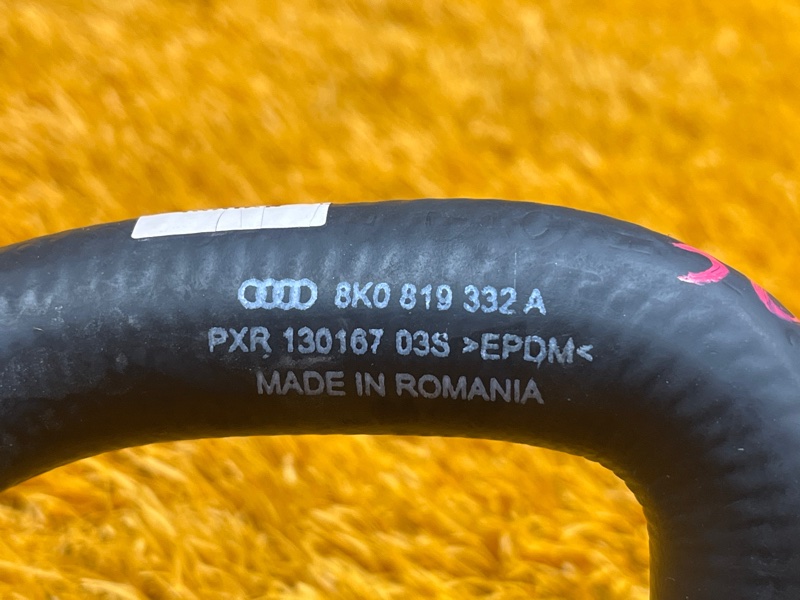 8K0 819 332 A
PXR 130167 03S >EPDM<
MADE IN ROMANIA